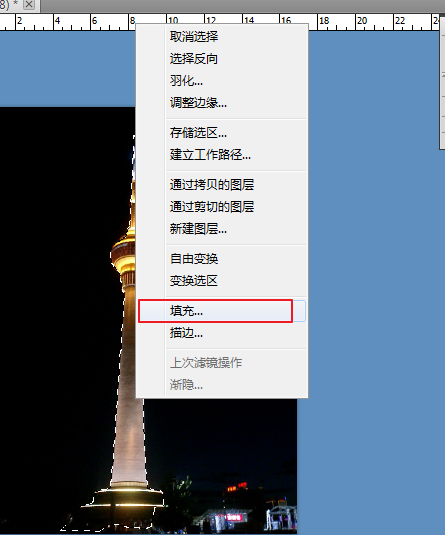 8) *
2 4 6 8 10 12 14 16 18 20 22 24
取消选择
选择反向
羽化...
调整边缘...
存储选区...
建立工作路径...
通过拷贝的图层
通过剪切的图层
新建图层...
自由变换
变换选区
填充...
描边...
上次滤镜操作
渐隐...